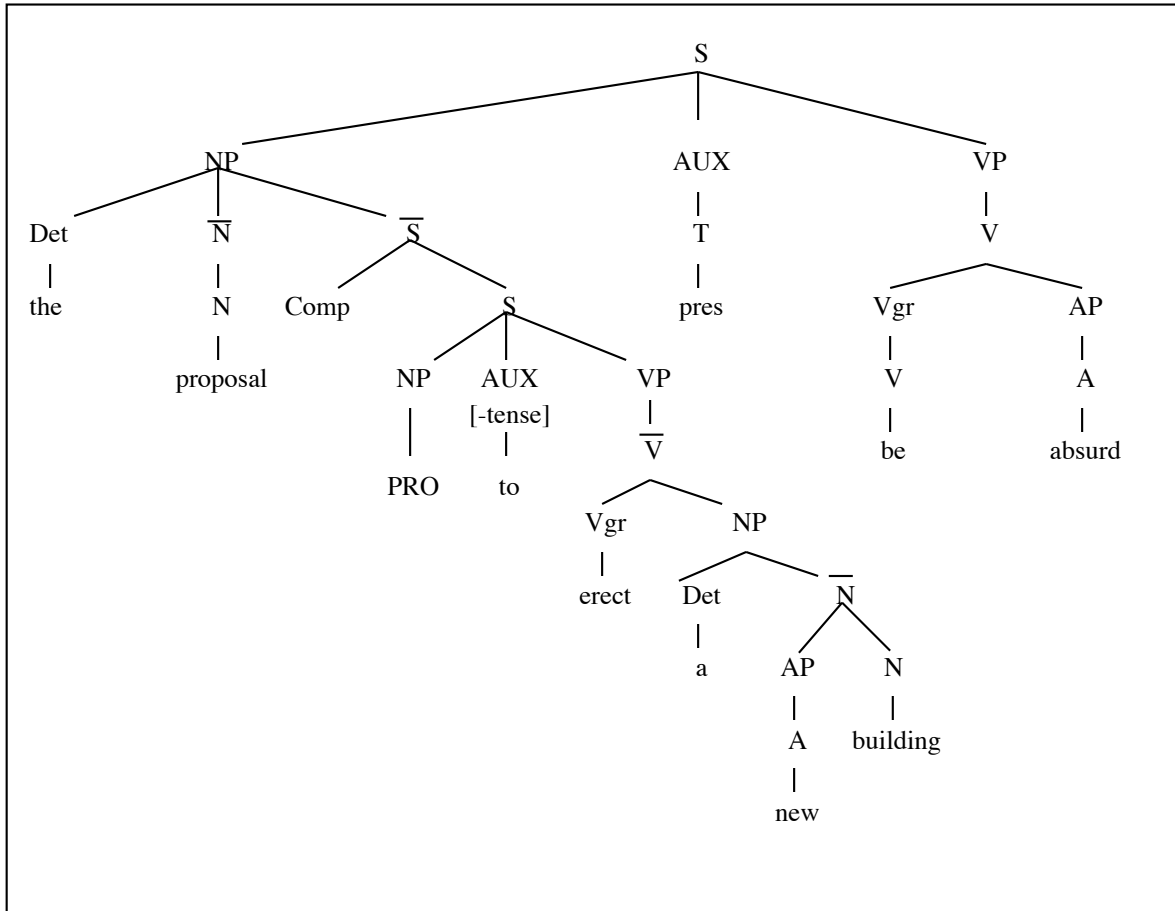 S
NP AUX VP
Det N̅ S̅ T V
the N Comp S pres Vgr AP
proposal NP AUX VP V A
[-tense]
V̅ be absurd
PRO to
Vgr NP
erect Det N̅
a AP N
A building
new